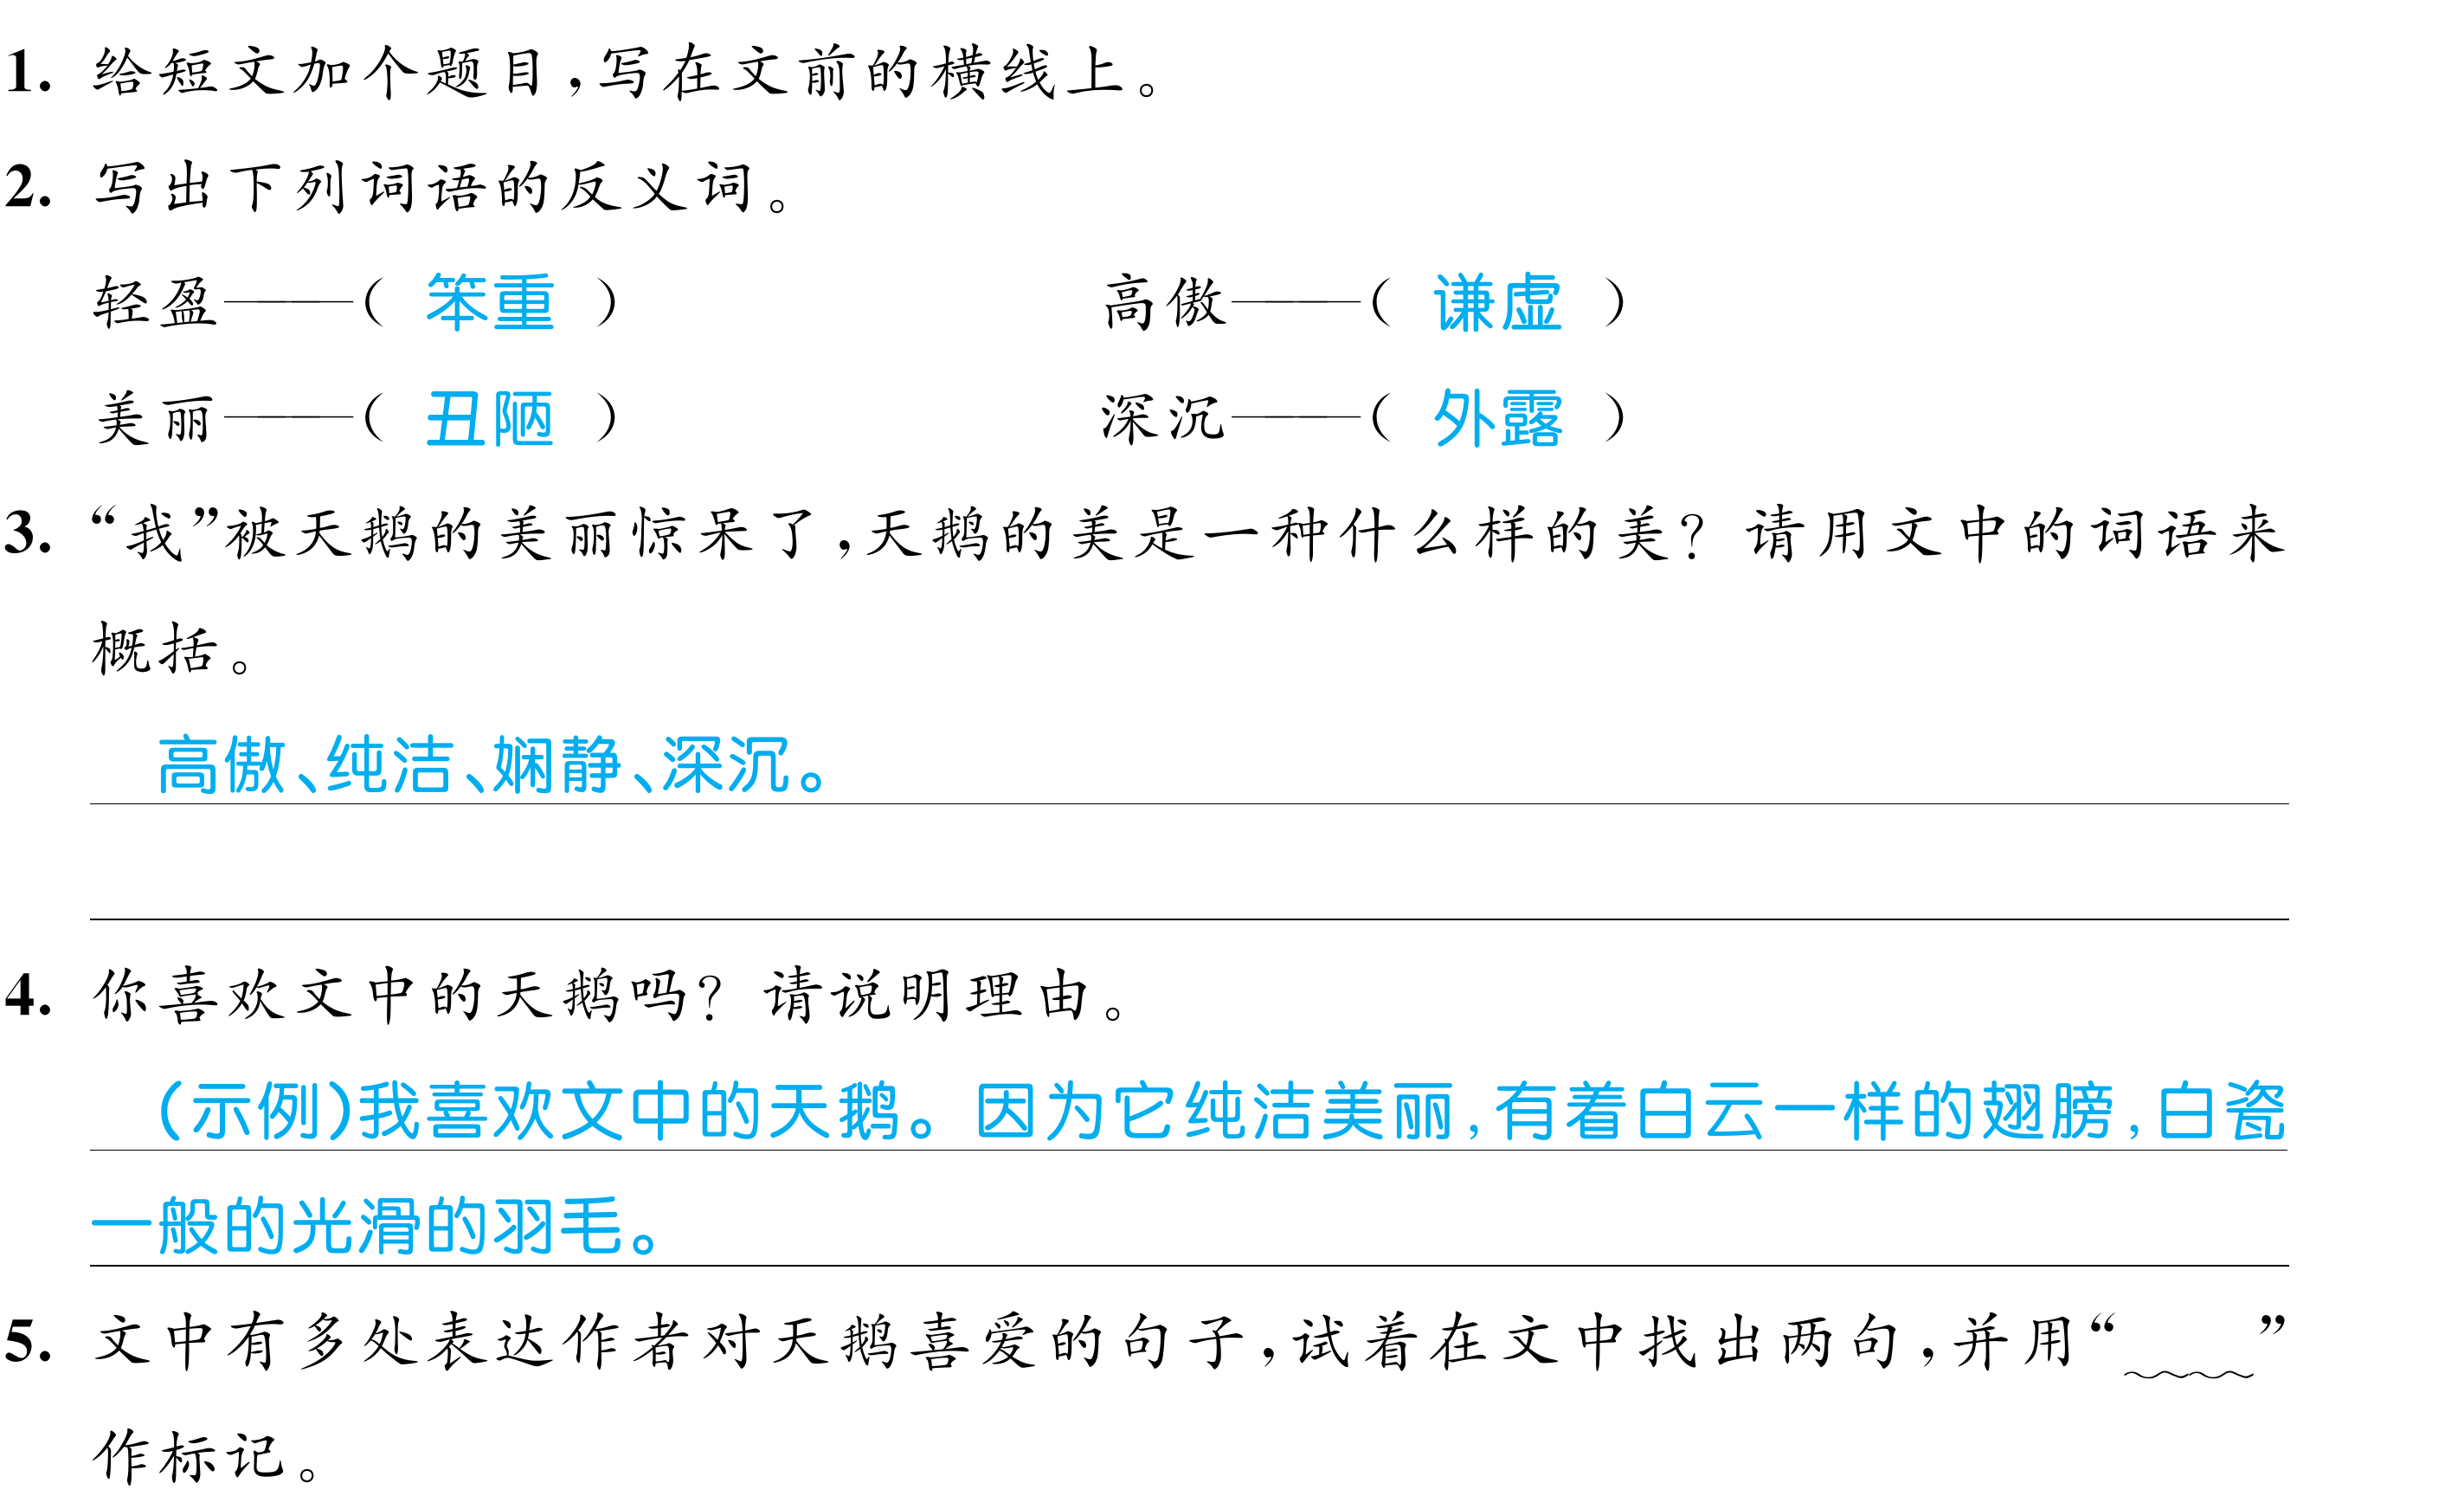 1. 给短文加个题目,写在文前的横线上。
2. 写出下列词语的反义词。
轻盈——( 笨重 ) 高傲——( 谦虚 )
美丽——( 丑陋 ) 深沉——( 外露 )
3. “我”被天鹅的美丽惊呆了,天鹅的美是一种什么样的美? 请用文中的词语来
概括。
高傲、纯洁、娴静、深沉。
4. 你喜欢文中的天鹅吗? 请说明理由。
(示例)我喜欢文中的天鹅。因为它纯洁美丽,有着白云一样的翅膀,白瓷
一般的光滑的羽毛。
5. 文中有多处表达作者对天鹅喜爱的句子,试着在文中找出两句,并用“﹏﹏”
作标记。